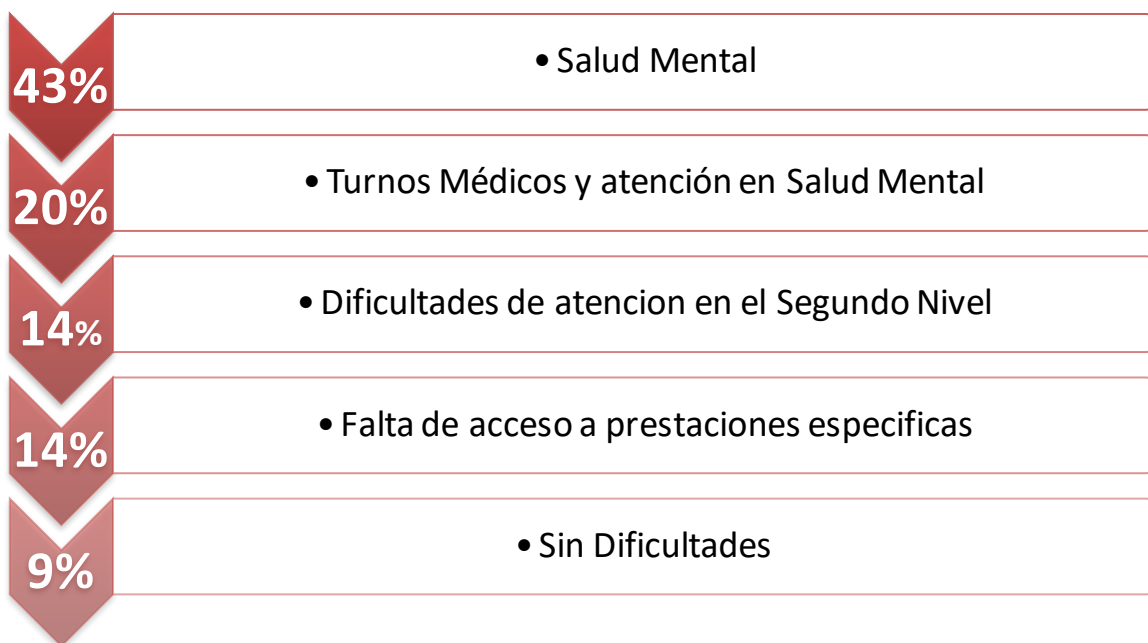 43%
• Salud Mental
20%
• Turnos Médicos y atención en Salud Mental
14%
• Dificultades de atencion en el Segundo Nivel
14%
• Falta de acceso a prestaciones especificas
9%
• Sin Dificultades